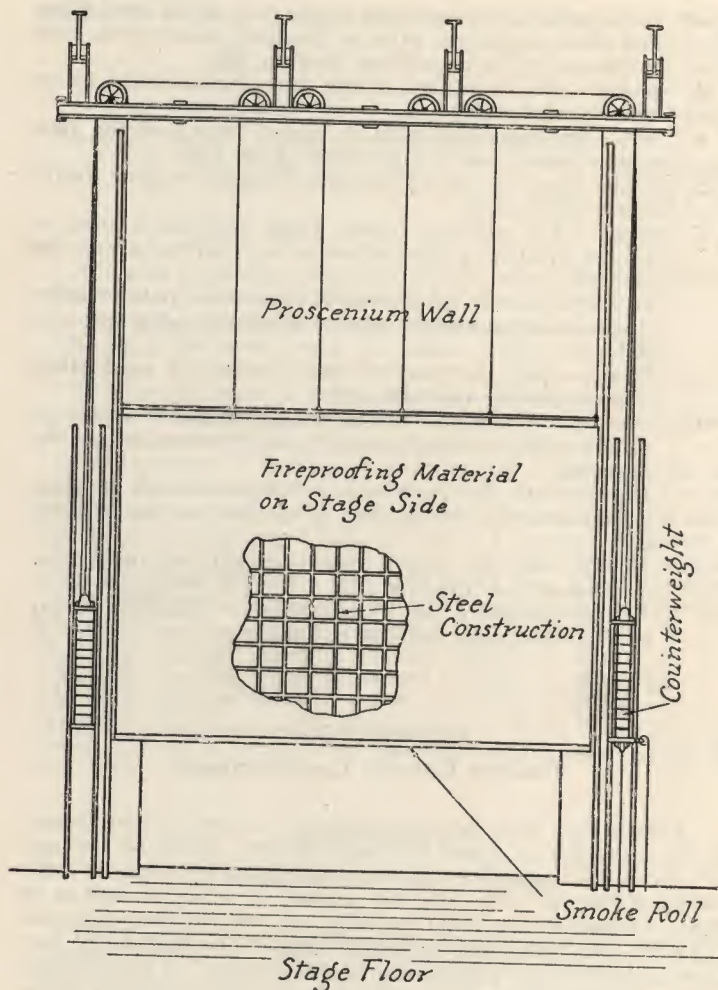 Proscenium Wall
Fireproofing Material
on Stage Side
Steel
Construction
Counterweight
Smoke Roll
Stage Floor